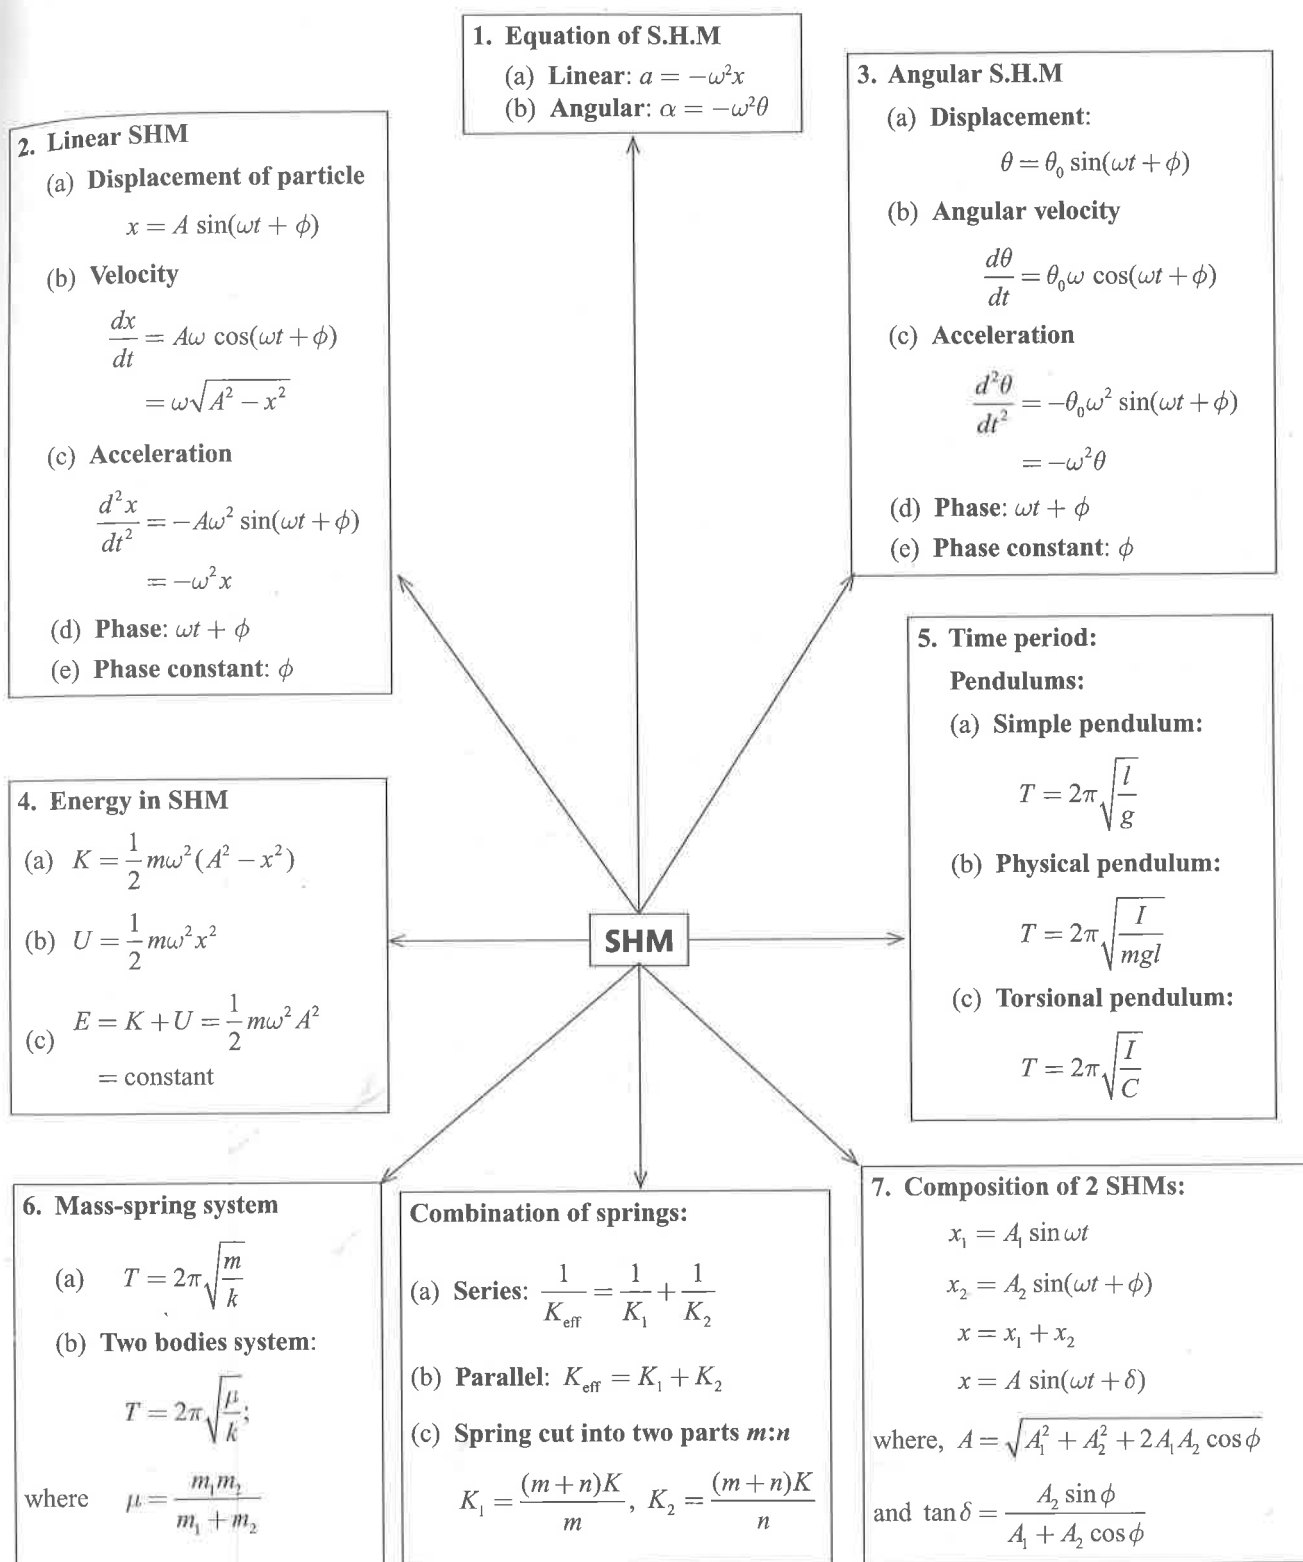 1. Equation of S.H.M
(a) Linear: a = −ω²x
(b) Angular: α = −ω²θ
2. Linear SHM
(a) Displacement of particle
x = A sin(ωt + ϕ)
(b) Velocity
dx/dt = Aω cos(ωt + ϕ)
= ω√(A² − x²)
(c) Acceleration
d²x/dt² = −Aω² sin(ωt + ϕ)
= −ω²x
(d) Phase: ωt + ϕ
(e) Phase constant: ϕ
3. Angular S.H.M
(a) Displacement:
θ = θ₀ sin(ωt + ϕ)
(b) Angular velocity
dθ/dt = θ₀ω cos(ωt + ϕ)
(c) Acceleration
d²θ/dt² = −θ₀ω² sin(ωt + ϕ)
= −ω²θ
(d) Phase: ωt + ϕ
(e) Phase constant: ϕ
4. Energy in SHM
(a) K = 1/2 mω²(A² − x²)
(b) U = 1/2 mω²x²
(c) E = K + U = 1/2 mω²A²
= constant
SHM
5. Time period:
Pendulums:
(a) Simple pendulum:
T = 2π√(l/g)
(b) Physical pendulum:
T = 2π√(I/mgl)
(c) Torsional pendulum:
T = 2π√(I/C)
6. Mass-spring system
(a) T = 2π√(m/k)
(b) Two bodies system:
T = 2π√(μ/k);
where μ = m₁m₂/(m₁ + m₂)
Combination of springs:
(a) Series: 1/K_eff = 1/K₁ + 1/K₂
(b) Parallel: K_eff = K₁ + K₂
(c) Spring cut into two parts m:n
K₁ = (m + n)K/m, K₂ = (m + n)K/n
7. Composition of 2 SHMs:
x₁ = A₁ sin ωt
x₂ = A₂ sin(ωt + ϕ)
x = x₁ + x₂
x = A sin(ωt + δ)
where, A = √(A₁² + A₂² + 2A₁A₂ cos ϕ)
and tan δ = A₂ sin ϕ/(A₁ + A₂ cos ϕ)